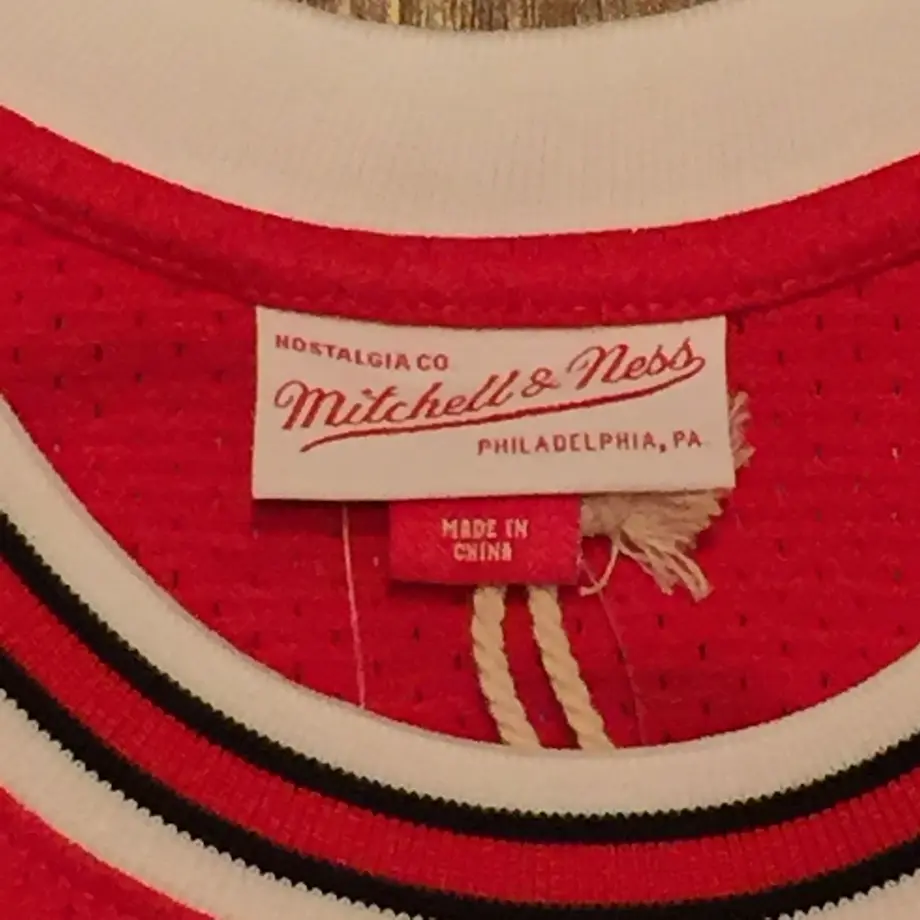 NOSTALGIA CO
Mitchell & Ness
PHILADELPHIA, PA
MADE IN
CHINA